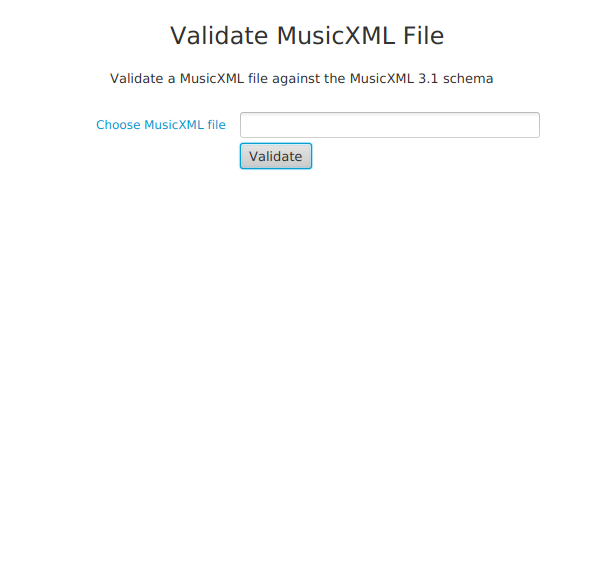 Validate MusicXML File
Validate a MusicXML file against the MusicXML 3.1 schema
Choose MusicXML file
Validate